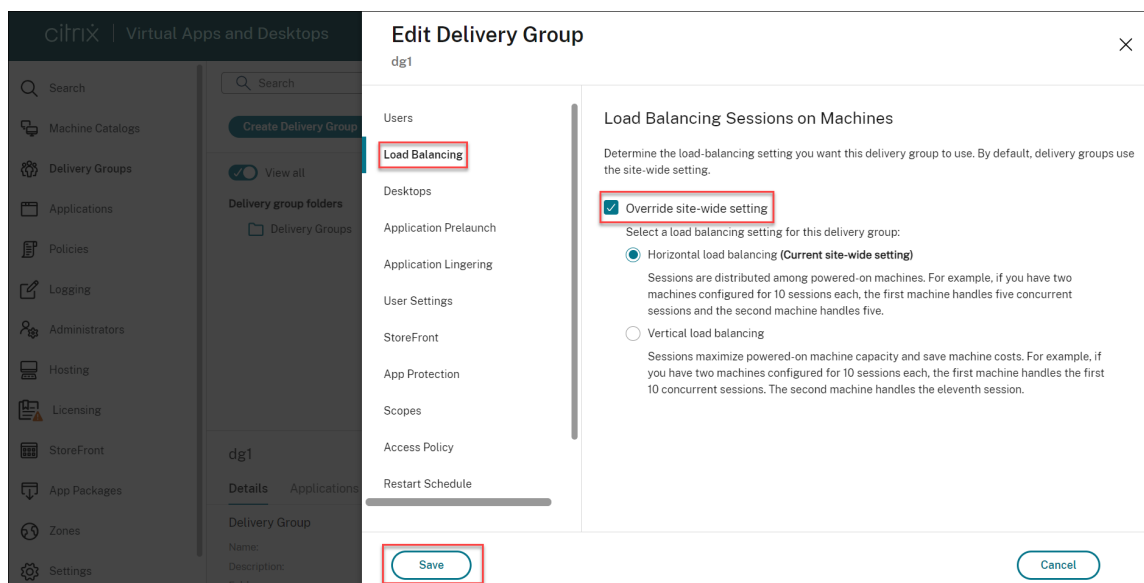 citrix | Virtual Apps and Desktops
Search
Machine Catalogs
Delivery Groups
Applications
Policies
Logging
Administrators
Hosting
Licensing
StoreFront
App Packages
Zones
Settings
Search
Create Delivery Group
View all
Delivery group folders
Delivery Groups
dg1
Details Applications
Delivery Group
Name:
Description:
Edit Delivery Group
dg1
Users
Load Balancing
Desktops
Application Prelaunch
Application Lingering
User Settings
StoreFront
App Protection
Scopes
Access Policy
Restart Schedule
Load Balancing Sessions on Machines
Determine the load-balancing setting you want this delivery group to use. By default, delivery groups use
the site-wide setting.
Override site-wide setting
Select a load balancing setting for this delivery group:
Horizontal load balancing (Current site-wide setting)
Sessions are distributed among powered-on machines. For example, if you have two
machines configured for 10 sessions each, the first machine handles five concurrent
sessions and the second machine handles five.
Vertical load balancing
Sessions maximize powered-on machine capacity and save machine costs. For example, if
you have two machines configured for 10 sessions each, the first machine handles the first
10 concurrent sessions. The second machine handles the eleventh session.
Save
Cancel